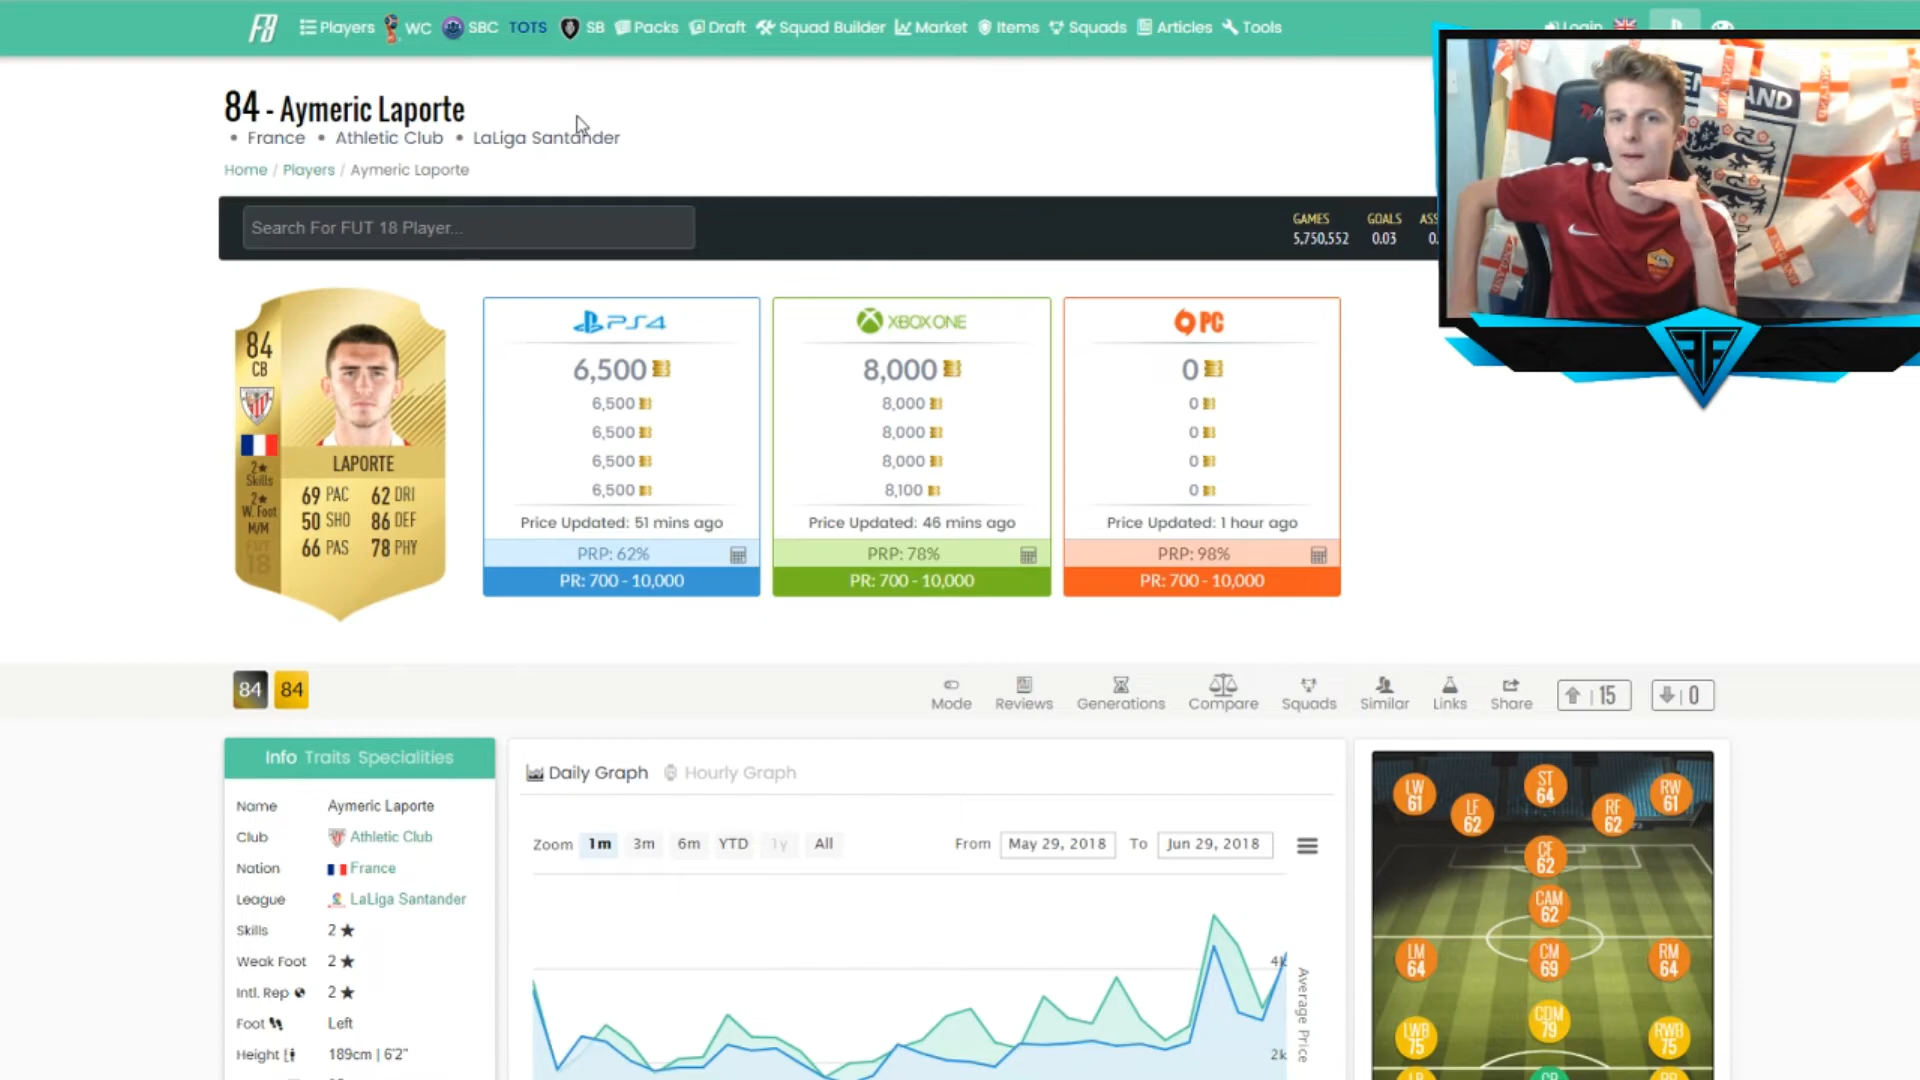 Players WC SBC TOTS SB Packs Draft Squad Builder Market Items Squads Articles Tools Login
84 - Aymeric Laporte
• France • Athletic Club • LaLiga Santander
Home / Players / Aymeric Laporte
Search For FUT 18 Player...
GAMES GOALS ASS
5,750,552 0.03 0.
84
CB
2★
Skills
2★
W. Foot
M/M
FUT
18
LAPORTE
69 PAC 62 DRI
50 SHO 86 DEF
66 PAS 78 PHY
PS4
6,500
6,500
6,500
6,500
6,500
Price Updated: 51 mins ago
PRP: 62%
PR: 700 - 10,000
XBOX ONE
8,000
8,000
8,000
8,000
8,100
Price Updated: 46 mins ago
PRP: 78%
PR: 700 - 10,000
PC
0
0
0
0
0
Price Updated: 1 hour ago
PRP: 98%
PR: 700 - 10,000
84 84
Mode Reviews Generations Compare Squads Similar Links Share 15 0
Info Traits Specialities
Name Aymeric Laporte
Club Athletic Club
Nation France
League LaLiga Santander
Skills 2 ★
Weak Foot 2 ★
Intl. Rep 2 ★
Foot Left
Height 189cm | 6'2"
Daily Graph Hourly Graph
Zoom 1m 3m 6m YTD 1y All From May 29, 2018 To Jun 29, 2018
4k
2k
Average Price
LW
61
LF
62
ST
64
RF
62
RW
61
CF
62
CAM
62
LM
64
CM
69
RM
64
LWB
75
CDM
79
RWB
75